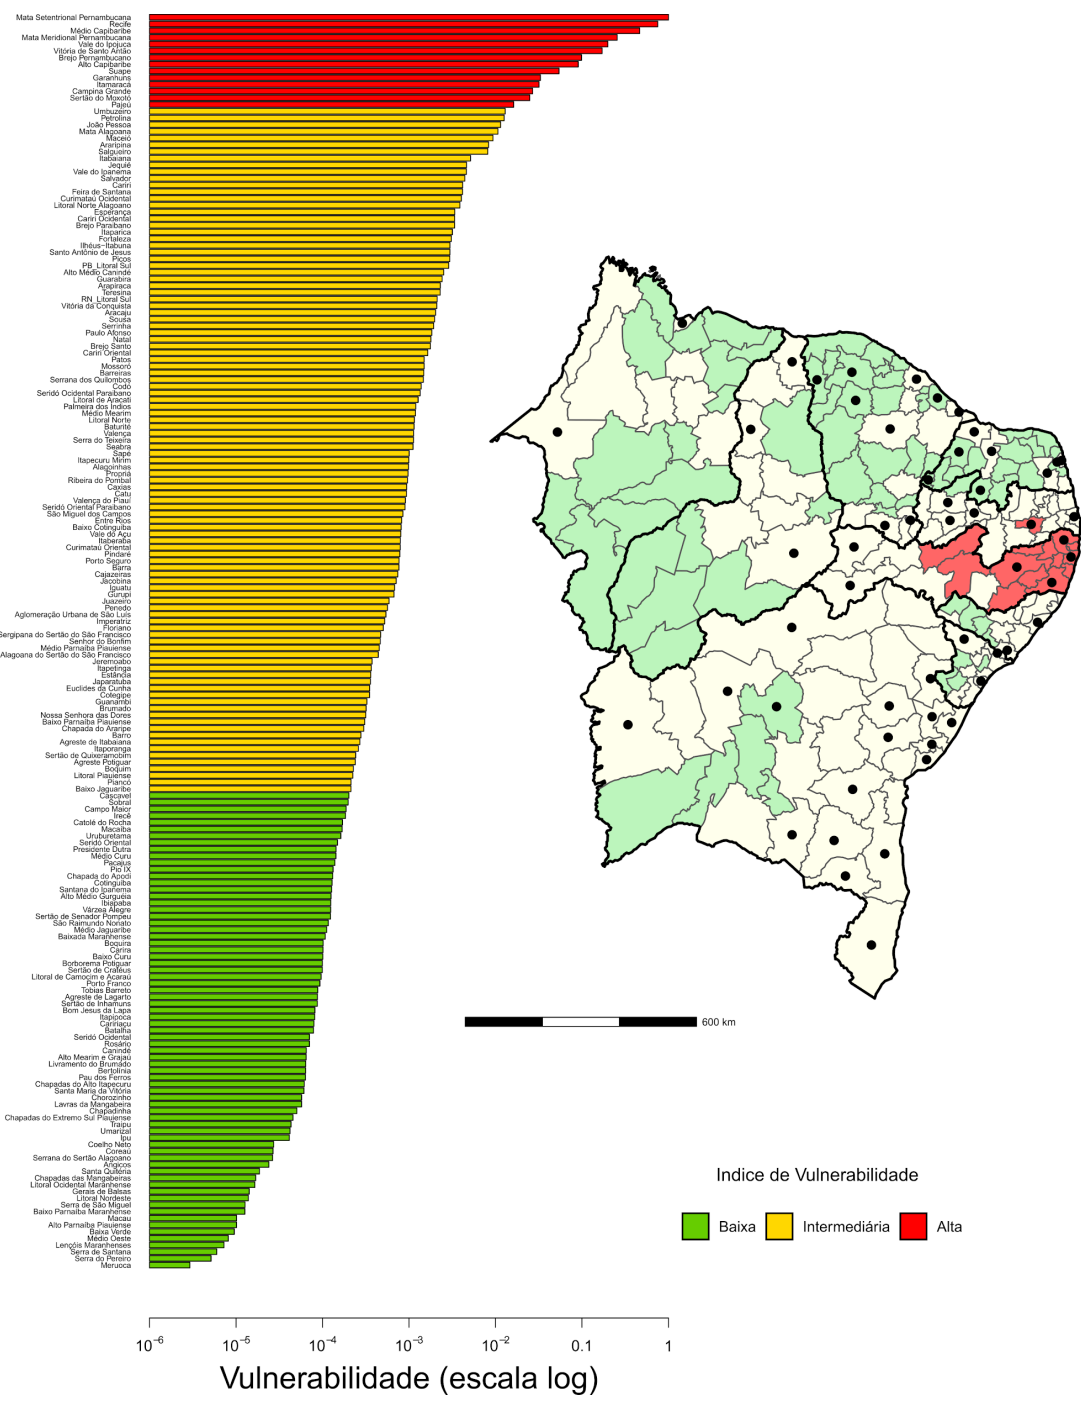 Mata Setentrional Pernambucana
Recife
Médio Capibaribe
Mata Meridional Pernambucana
Vale do Ipojuca
Vitória de Santo Antão
Brejo Pernambucano
Alto Capibaribe
Suape
Garanhuns
Itamaracá
Campina Grande
Sertão do Moxotó
Pajeú
Umbuzeiro
Petrolina
João Pessoa
Mata Alagoana
Maceió
Araripina
Salgueiro
Itabaiana
Jequié
Vale do Ipanema
Salvador
Cariri
Feira de Santana
Curimataú Ocidental
Litoral Norte Alagoano
Esperança
Cariri Ocidental
Brejo Paraibano
Itaparica
Fortaleza
Ilhéus−Itabuna
Santo Antônio de Jesus
Picos
PB_Litoral Sul
Alto Médio Canindé
Guarabira
Arapiraca
Teresina
RN_Litoral Sul
Vitória da Conquista
Aracaju
Sousa
Serrinha
Paulo Afonso
Natal
Brejo Santo
Cariri Oriental
Patos
Mossoró
Barreiras
Serrana dos Quilombos
Codó
Seridó Ocidental Paraibano
Litoral de Aracati
Palmeira dos Índios
Médio Mearim
Litoral Norte
Baturité
Valença
Serra do Teixeira
Seabra
Sapé
Itapecuru Mirim
Alagoinhas
Propriá
Ribeira do Pombal
Caxias
Catu
Valença do Piauí
Seridó Oriental Paraibano
São Miguel dos Campos
Entre Rios
Baixo Cotinguiba
Vale do Açu
Itaberaba
Curimataú Oriental
Pindaré
Porto Seguro
Barra
Cajazeiras
Jacobina
Iguatu
Gurupi
Juazeiro
Penedo
Aglomeração Urbana de São Luís
Imperatriz
Floriano
Sergipana do Sertão do São Francisco
Senhor do Bonfim
Médio Parnaíba Piauiense
Alagoana do Sertão do São Francisco
Jeremoabo
Itapetinga
Estância
Japaratuba
Euclides da Cunha
Cotegipe
Guanambi
Brumado
Nossa Senhora das Dores
Baixo Parnaíba Piauiense
Chapada do Araripe
Barro
Agreste de Itabaiana
Itaporanga
Sertão de Quixeramobim
Agreste Potiguar
Boquim
Litoral Piauiense
Piancó
Baixo Jaguaribe
Cascavel
Sobral
Campo Maior
Irecê
Catolé do Rocha
Macaíba
Uruburetama
Seridó Oriental
Presidente Dutra
Médio Curu
Pacajus
Pio IX
Chapada do Apodi
Cotinguiba
Santana do Ipanema
Alto Médio Gurguéia
Ibiapaba
Várzea Alegre
Sertão de Senador Pompeu
São Raimundo Nonato
Médio Jaguaribe
Baixada Maranhense
Boquira
Carira
Baixo Curu
Borborema Potiguar
Sertão de Cratéus
Litoral de Camocim e Acaraú
Porto Franco
Tobias Barreto
Agreste de Lagarto
Sertão de Inhamuns
Bom Jesus da Lapa
Itapipoca
Caririaçu
Batalha
Seridó Ocidental
Rosário
Canindé
Alto Mearim e Grajaú
Livramento do Brumado
Bertolínia
Pau dos Ferros
Chapadas do Alto Itapecuru
Santa Maria da Vitória
Chorozinho
Lavras da Mangabeira
Chapadinha
Chapadas do Extremo Sul Piauiense
Traipu
Umarizal
Ipu
Coelho Neto
Coreaú
Serrana do Sertão Alagoano
Angicos
Santa Quitéria
Chapadas das Mangabeiras
Litoral Ocidental Maranhense
Gerais de Balsas
Litoral Nordeste
Serra de São Miguel
Baixo Parnaíba Maranhense
Macau
Alto Parnaíba Piauiense
Baixa Verde
Médio Oeste
Lençóis Maranhenses
Serra de Santana
Serra do Pereiro
Meruoca
600 km
Indice de Vulnerabilidade
Baixa Intermediária Alta
10⁻⁶ 10⁻⁵ 10⁻⁴ 10⁻³ 10⁻² 0.1 1
Vulnerabilidade (escala log)